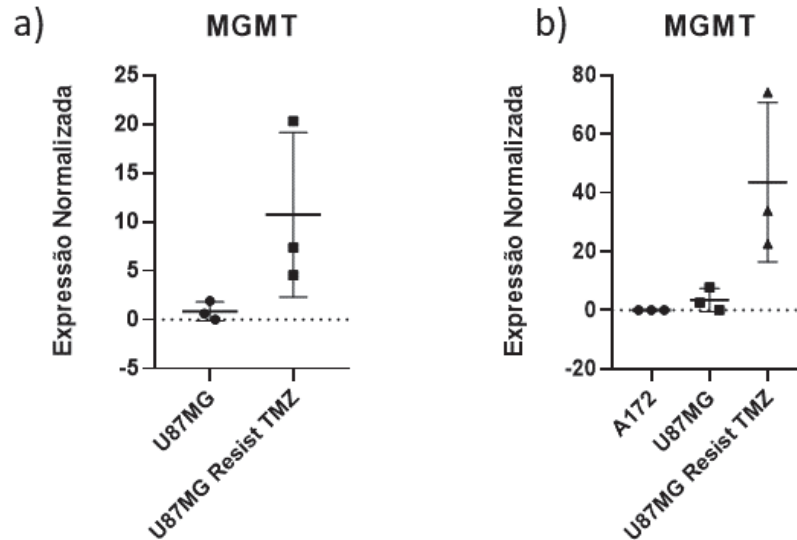 a)
MGMT
Expressão Normalizada
25
20
15
10
5
0
-5
U87MG
U87MG Resist TMZ
b)
MGMT
Expressão Normalizada
80
60
40
20
0
-20
A172
U87MG
U87MG Resist TMZ